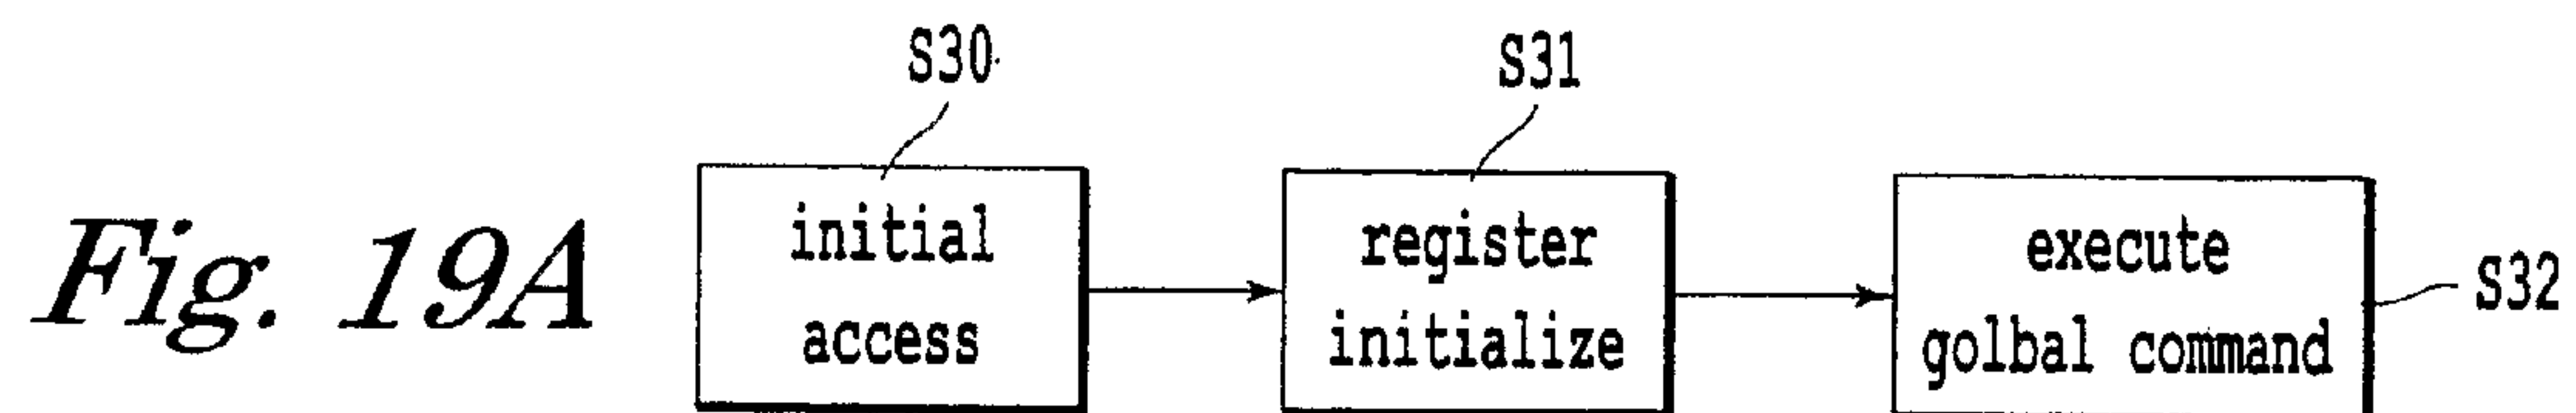 S30
S31
Fig. 19A
initial
access
register
initialize
execute
golbal command
S32